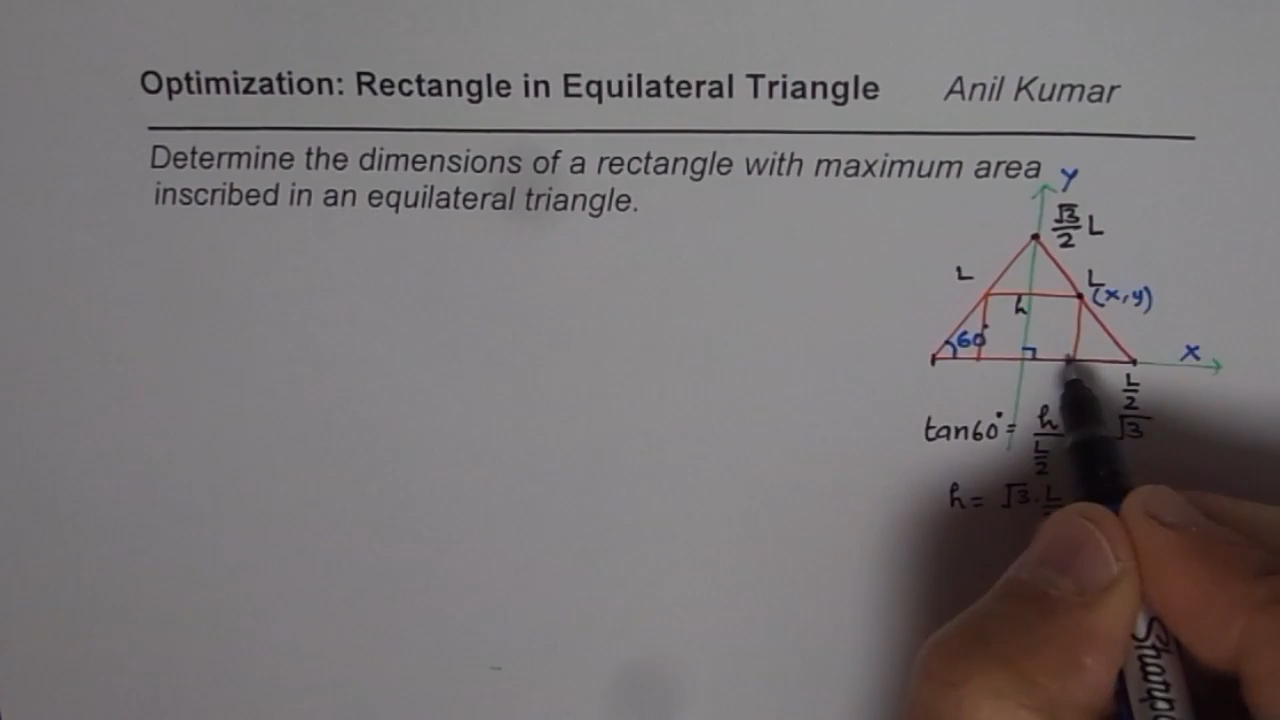 Optimization: Rectangle in Equilateral Triangle Anil Kumar
Determine the dimensions of a rectangle with maximum area
inscribed in an equilateral triangle.
y
√3/2 L
L
L
(x,y)
h
60°
x
L/2
tan60° = h/(L/2)
√3
h = √3·L
Sharp